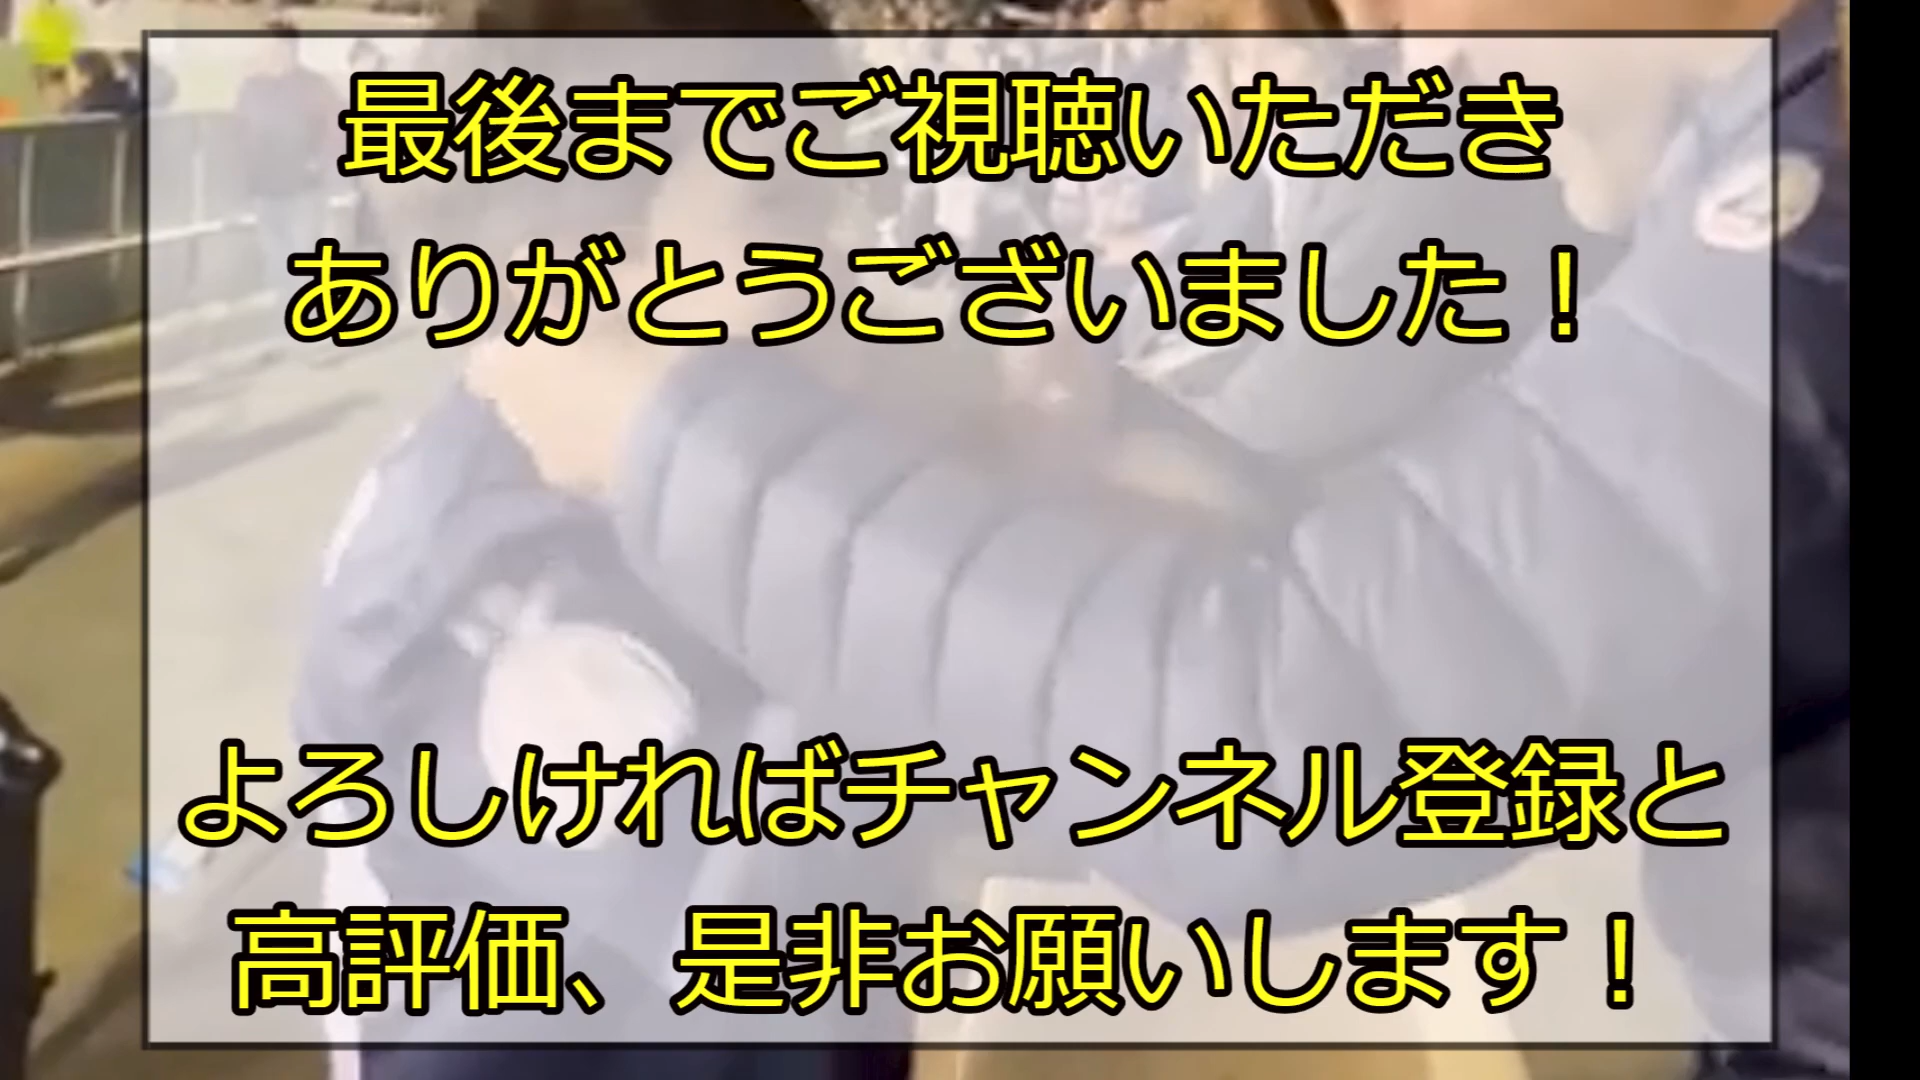 最後までご視聴いただき
ありがとうございました！
よろしければチャンネル登録と
高評価、是非お願いします！